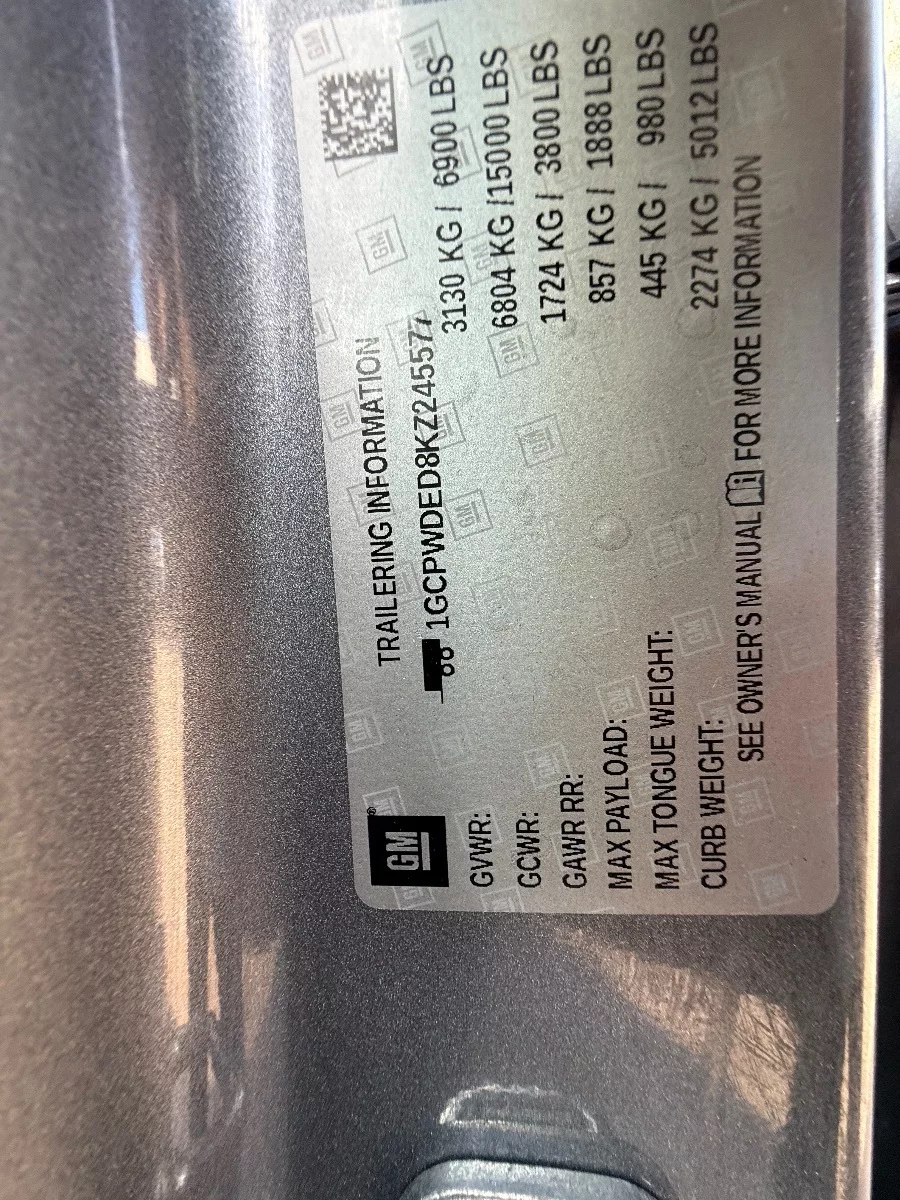 GM®
TRAILERING INFORMATION
1GCPWDED8KZ245577
GVWR: 3130 KG / 6900 LBS
GCWR: 6804 KG / 15000 LBS
GAWR RR: 1724 KG / 3800 LBS
MAX PAYLOAD: 857 KG / 1888 LBS
MAX TONGUE WEIGHT: 445 KG / 980 LBS
CURB WEIGHT: 2274 KG / 5012 LBS
SEE OWNER'S MANUAL FOR MORE INFORMATION